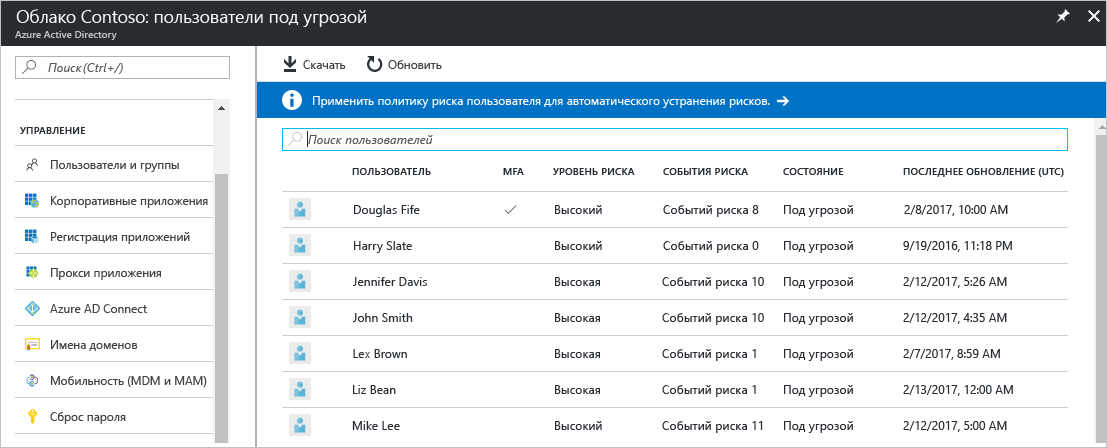 Облако Contoso: пользователи под угрозой
Azure Active Directory
Поиск (Ctrl+/)
УПРАВЛЕНИЕ
Пользователи и группы
Корпоративные приложения
Регистрация приложений
Прокси приложения
Azure AD Connect
Имена доменов
Мобильность (MDM и MAM)
Сброс пароля
Скачать Обновить
Применить политику риска пользователя для автоматического устранения рисков. →
Поиск пользователей
ПОЛЬЗОВАТЕЛЬ MFA УРОВЕНЬ РИСКА СОБЫТИЯ РИСКА СОСТОЯНИЕ ПОСЛЕДНЕЕ ОБНОВЛЕНИЕ (UTC)
Douglas Fife ✓ Высокий Событий риска 8 Под угрозой 2/8/2017, 10:00 AM
Harry Slate Высокий Событий риска 0 Под угрозой 9/19/2016, 11:18 PM
Jennifer Davis Высокая Событий риска 10 Под угрозой 2/12/2017, 5:26 AM
John Smith Высокая Событий риска 10 Под угрозой 2/12/2017, 4:35 AM
Lex Brown Высокая Событий риска 1 Под угрозой 2/7/2017, 8:59 AM
Liz Bean Высокая Событий риска 1 Под угрозой 2/13/2017, 12:00 AM
Mike Lee Высокая Событий риска 11 Под угрозой 2/12/2017, 5:00 AM